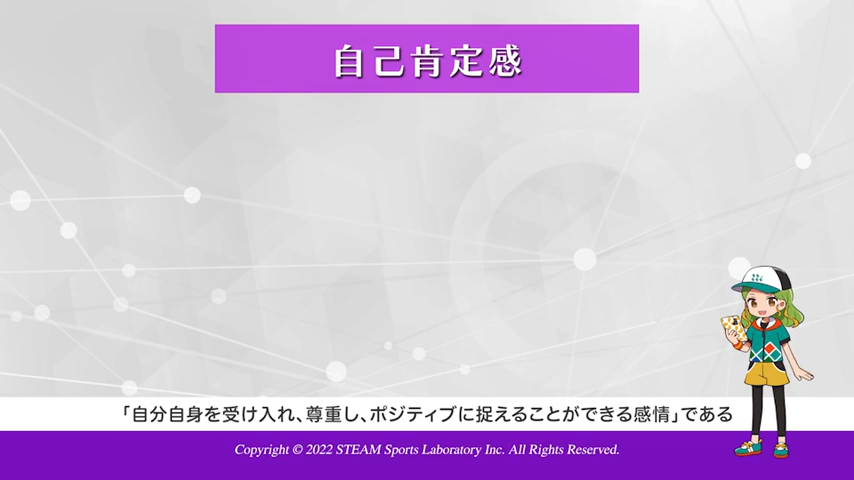 自己肯定感
「自分自身を受け入れ、尊重し、ポジティブに捉えることができる感情」である
Copyright © 2022 STEAM Sports Laboratory Inc. All Rights Reserved.